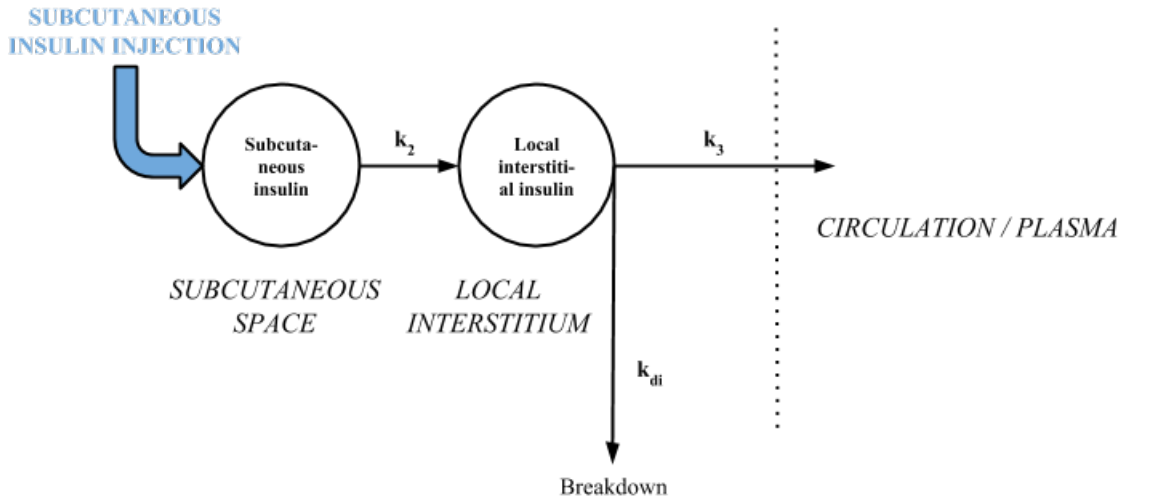 SUBCUTANEOUS
INSULIN INJECTION
Subcuta-
neous
insulin
k2
Local
interstiti-
al insulin
k3
CIRCULATION / PLASMA
SUBCUTANEOUS
SPACE
LOCAL
INTERSTITIUM
kdi
Breakdown